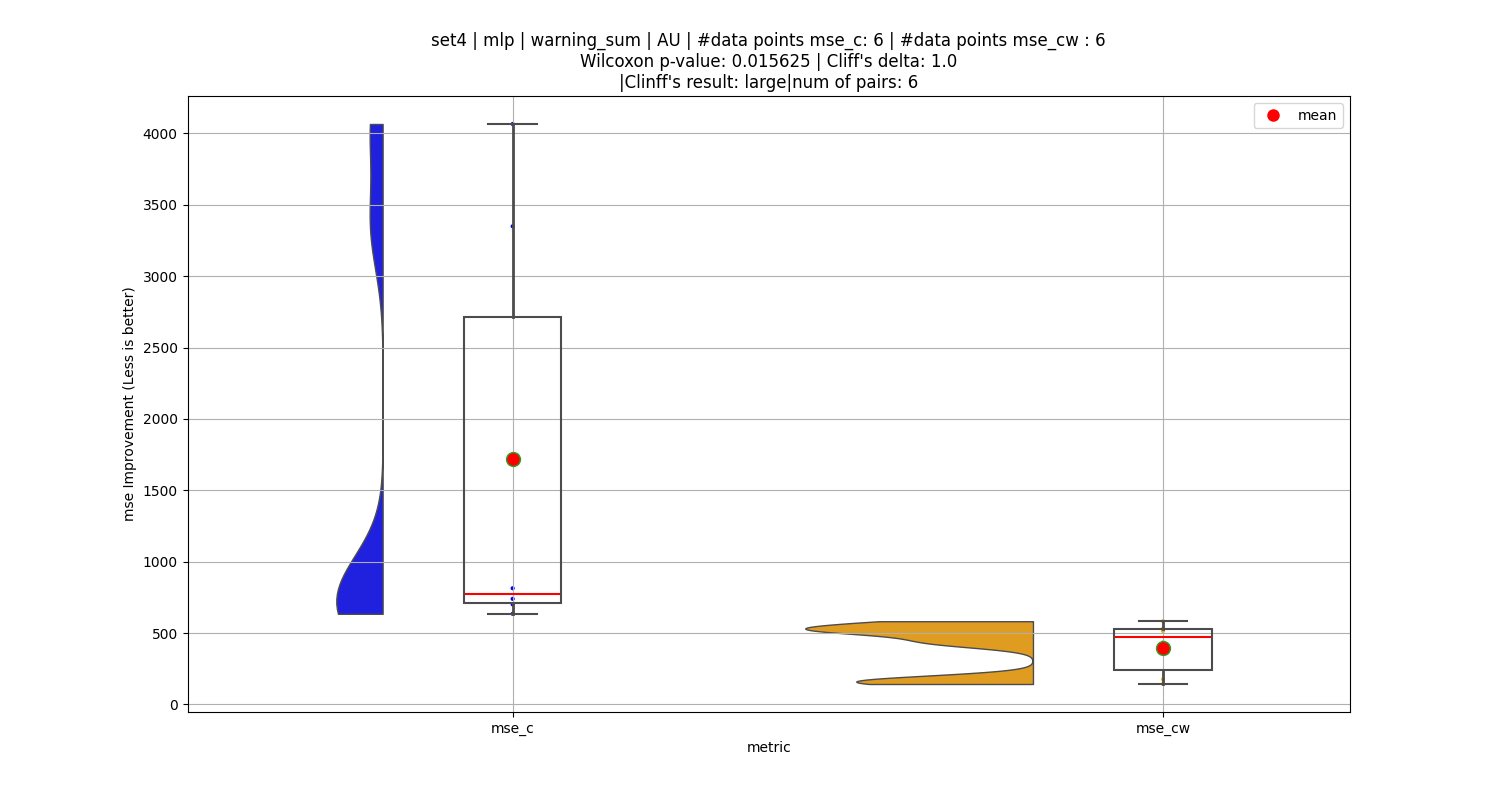 set4 | mlp | warning_sum | AU | #data points mse_c: 6 | #data points mse_cw : 6
Wilcoxon p-value: 0.015625 | Cliff's delta: 1.0
|Clinff's result: large|num of pairs: 6
mean
4000
3500
3000
2500
2000
1500
1000
500
0
mse Improvement (Less is better)
mse_c
mse_cw
metric